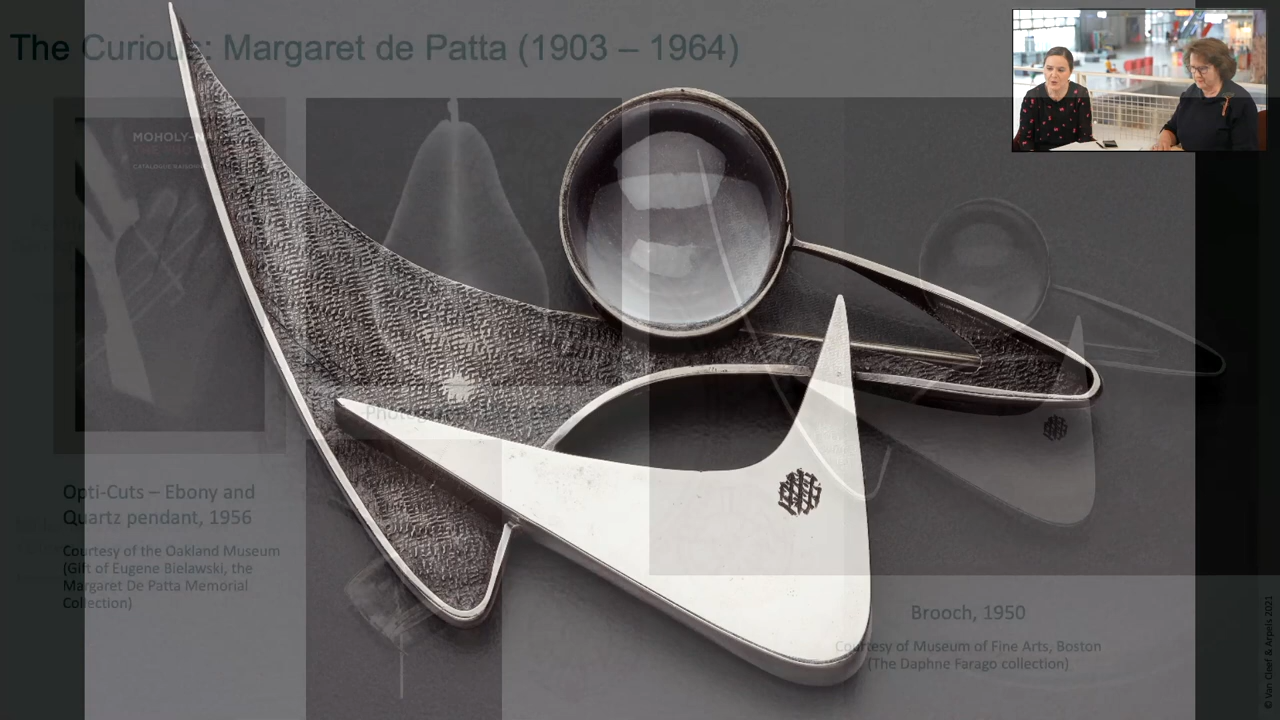 The Curious: Margaret de Patta (1903 – 1964)
MOHOLY-N
CATALOGUE RAISONNÉ
Opti-Cuts – Ebony and
Quartz pendant, 1956
Courtesy of the Oakland Museum
(Gift of Eugene Bielawski, the
Margaret De Patta Memorial
Collection)
Brooch, 1950
Courtesy of Museum of Fine Arts, Boston
(The Daphne Farago collection)
© Van Cleef & Arpels 2021